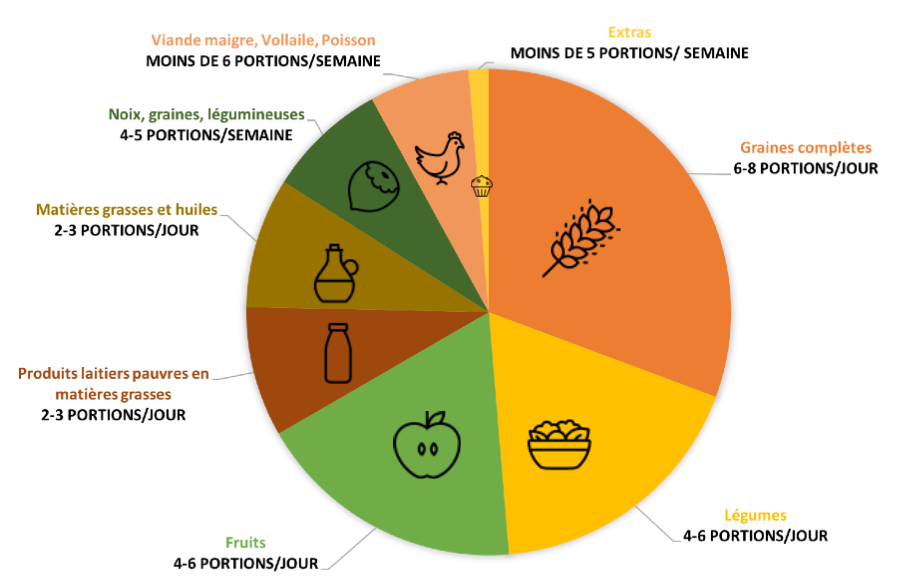 Extras
MOINS DE 5 PORTIONS/ SEMAINE
Viande maigre, Vollaile, Poisson
MOINS DE 6 PORTIONS/SEMAINE
Noix, graines, légumineuses
4-5 PORTIONS/SEMAINE
Graines complètes
6-8 PORTIONS/JOUR
Matières grasses et huiles
2-3 PORTIONS/JOUR
Produits laitiers pauvres en
matières grasses
2-3 PORTIONS/JOUR
Légumes
4-6 PORTIONS/JOUR
Fruits
4-6 PORTIONS/JOUR